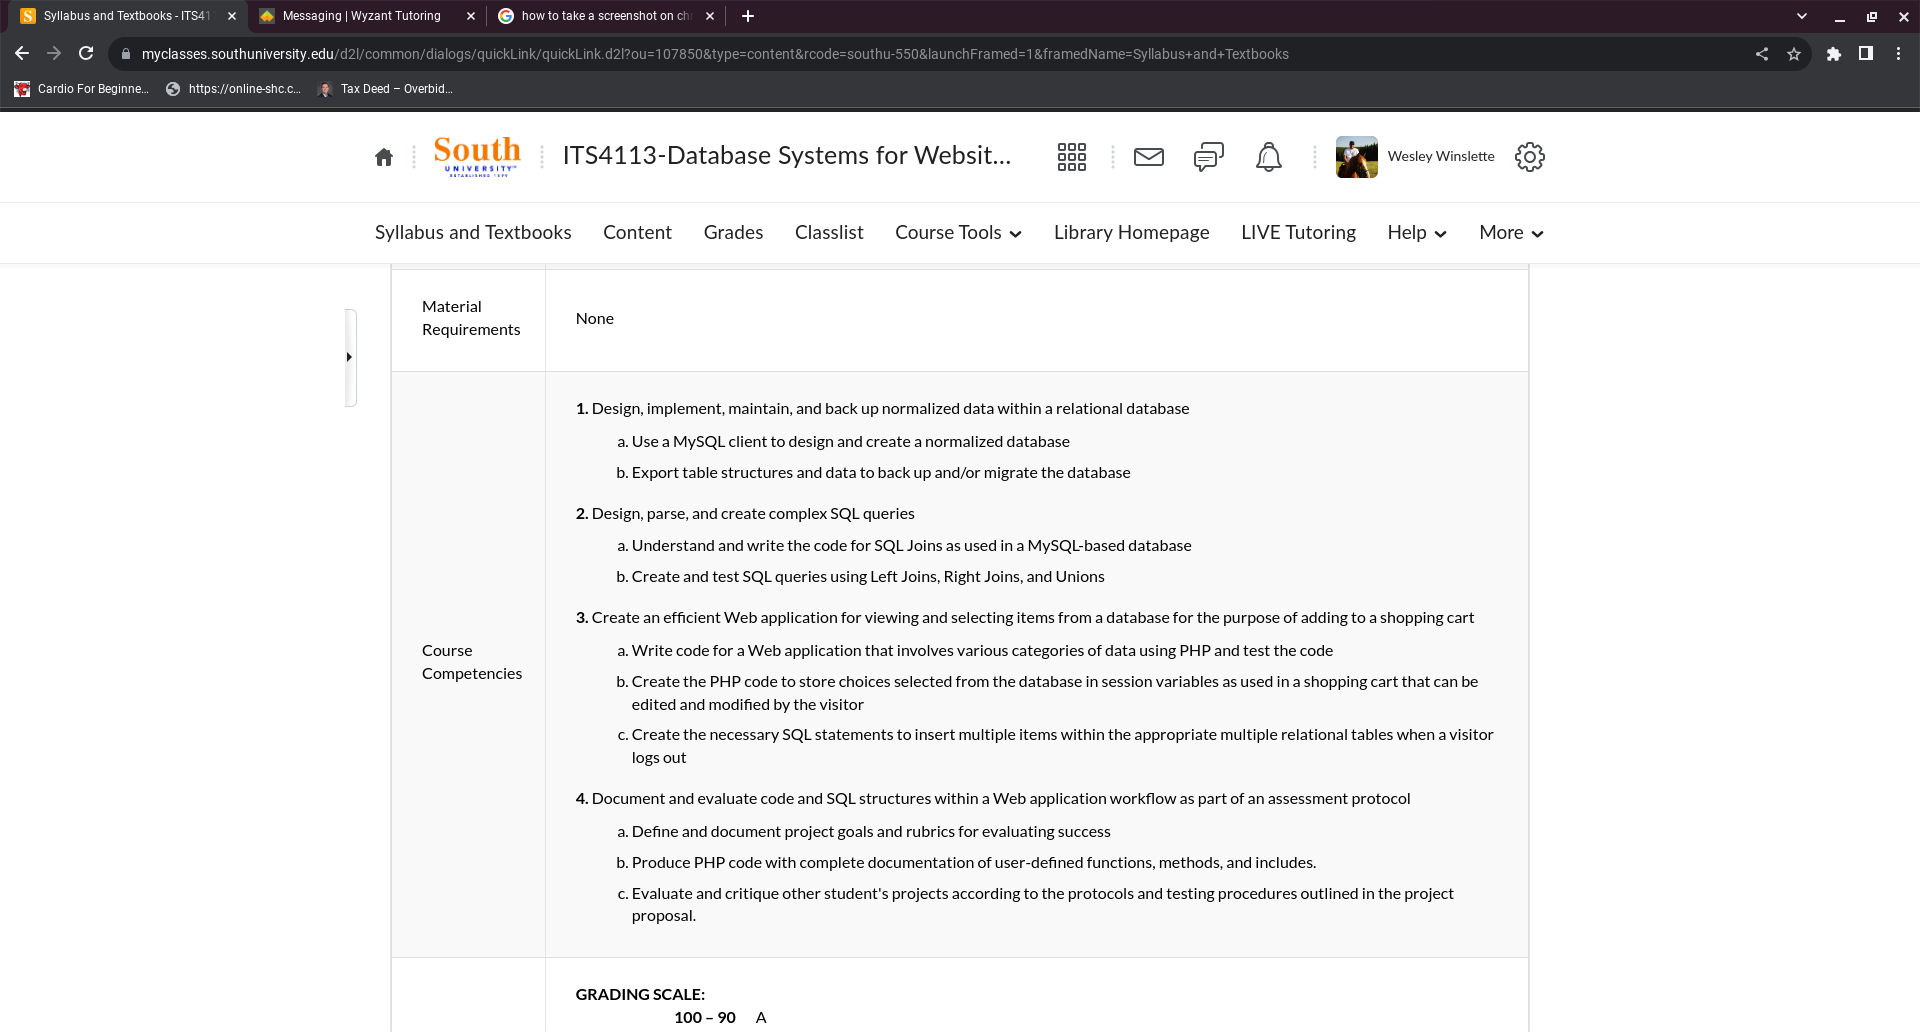 Syllabus and Textbooks - ITS41
Messaging | Wyzant Tutoring
how to take a screenshot on ch
myclasses.southuniversity.edu/d2l/common/dialogs/quickLink/quickLink.d2l?ou=107850&type=content&rcode=southu-550&launchFramed=1&framedName=Syllabus+and+Textbooks
Cardio For Beginne...
https://online-shc.c...
Tax Deed – Overbid...
South
UNIVERSITY
ESTABLISHED 1899
ITS4113-Database Systems for Websit...
Wesley Winslette
Syllabus and Textbooks
Content
Grades
Classlist
Course Tools
Library Homepage
LIVE Tutoring
Help
More
Material
Requirements
None
Course
Competencies
1. Design, implement, maintain, and back up normalized data within a relational database
a. Use a MySQL client to design and create a normalized database
b. Export table structures and data to back up and/or migrate the database
2. Design, parse, and create complex SQL queries
a. Understand and write the code for SQL Joins as used in a MySQL-based database
b. Create and test SQL queries using Left Joins, Right Joins, and Unions
3. Create an efficient Web application for viewing and selecting items from a database for the purpose of adding to a shopping cart
a. Write code for a Web application that involves various categories of data using PHP and test the code
b. Create the PHP code to store choices selected from the database in session variables as used in a shopping cart that can be
edited and modified by the visitor
c. Create the necessary SQL statements to insert multiple items within the appropriate multiple relational tables when a visitor
logs out
4. Document and evaluate code and SQL structures within a Web application workflow as part of an assessment protocol
a. Define and document project goals and rubrics for evaluating success
b. Produce PHP code with complete documentation of user-defined functions, methods, and includes.
c. Evaluate and critique other student's projects according to the protocols and testing procedures outlined in the project
proposal.
GRADING SCALE:
100 – 90 A